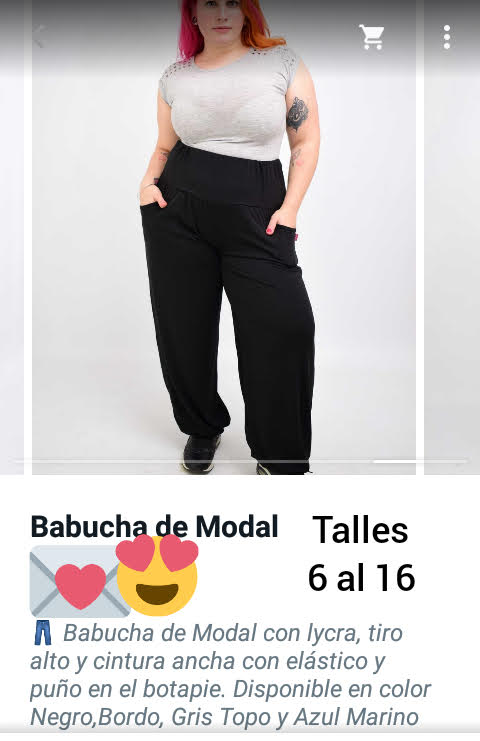 Babucha de Modal
Talles
6 al 16
Babucha de Modal con lycra, tiro
alto y cintura ancha con elástico y
puño en el botapie. Disponible en color
Negro,Bordo, Gris Topo y Azul Marino